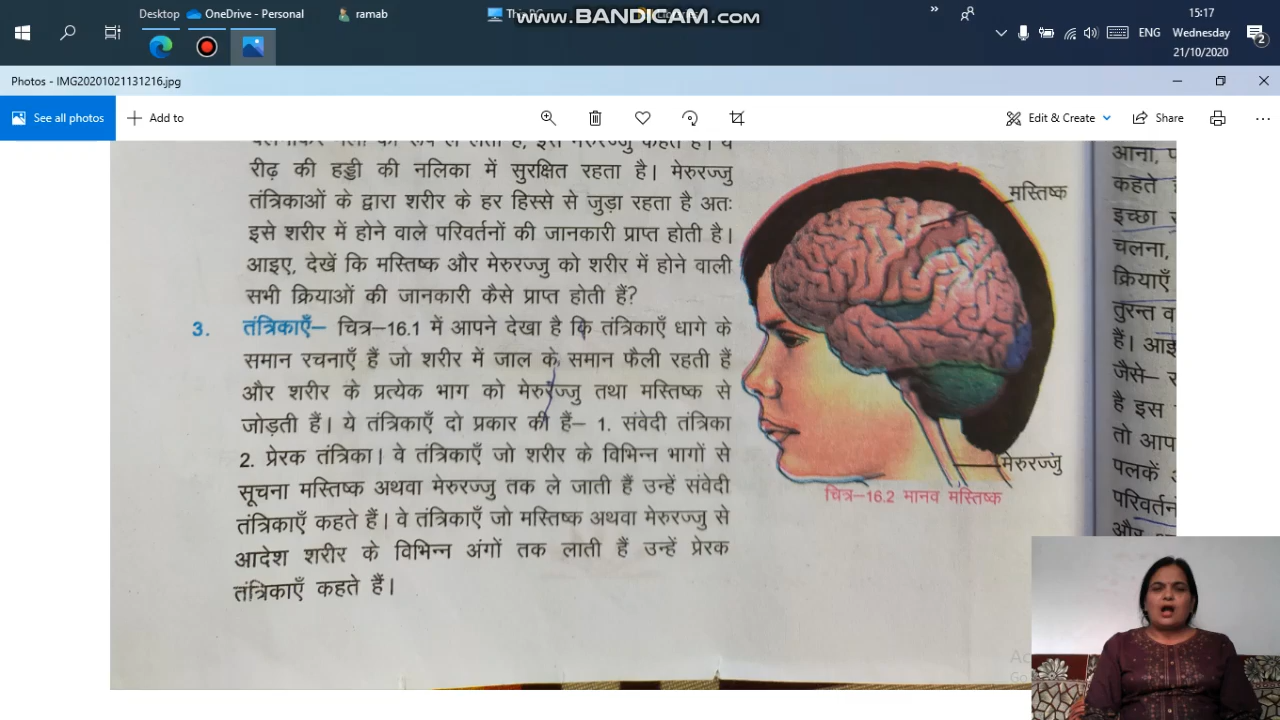 Desktop
OneDrive - Personal
ramab
www.BANDICAM.com
15:17
ENG
Wednesday
21/10/2020
2
Photos - IMG20201021131216.jpg
See all photos
Add to
Edit & Create
Share
रीढ़ की हड्डी की नलिका में सुरक्षित रहता है। मेरुरज्जु
तंत्रिकाओं के द्वारा शरीर के हर हिस्से से जुड़ा रहता है अतः
इसे शरीर में होने वाले परिवर्तनों की जानकारी प्राप्त होती है।
आइए, देखें कि मस्तिष्क और मेरुरज्जु को शरीर में होने वाली
सभी क्रियाओं की जानकारी कैसे प्राप्त होती हैं?
3. तंत्रिकाएँ– चित्र–16.1 में आपने देखा है कि तंत्रिकाएँ धागे के
समान रचनाएँ हैं जो शरीर में जाल के समान फैली रहती हैं
और शरीर के प्रत्येक भाग को मेरुरज्जु तथा मस्तिष्क से
जोड़ती हैं। ये तंत्रिकाएँ दो प्रकार की हैं– 1. संवेदी तंत्रिका
2. प्रेरक तंत्रिका। वे तंत्रिकाएँ जो शरीर के विभिन्न भागों से
सूचना मस्तिष्क अथवा मेरुरज्जु तक ले जाती हैं उन्हें संवेदी
तंत्रिकाएँ कहते हैं। वे तंत्रिकाएँ जो मस्तिष्क अथवा मेरुरज्जु से
आदेश शरीर के विभिन्न अंगों तक लाती हैं उन्हें प्रेरक
तंत्रिकाएँ कहते हैं।
मस्तिष्क
मेरुरज्जु
चित्र–16.2 मानव मस्तिष्क
आना,
कहते
इच्छा
चलना,
क्रियाएँ
तुरन्त
हैं। आइ
जैसे–
है इस
तो आप
पलकें
परिवर्तन
और